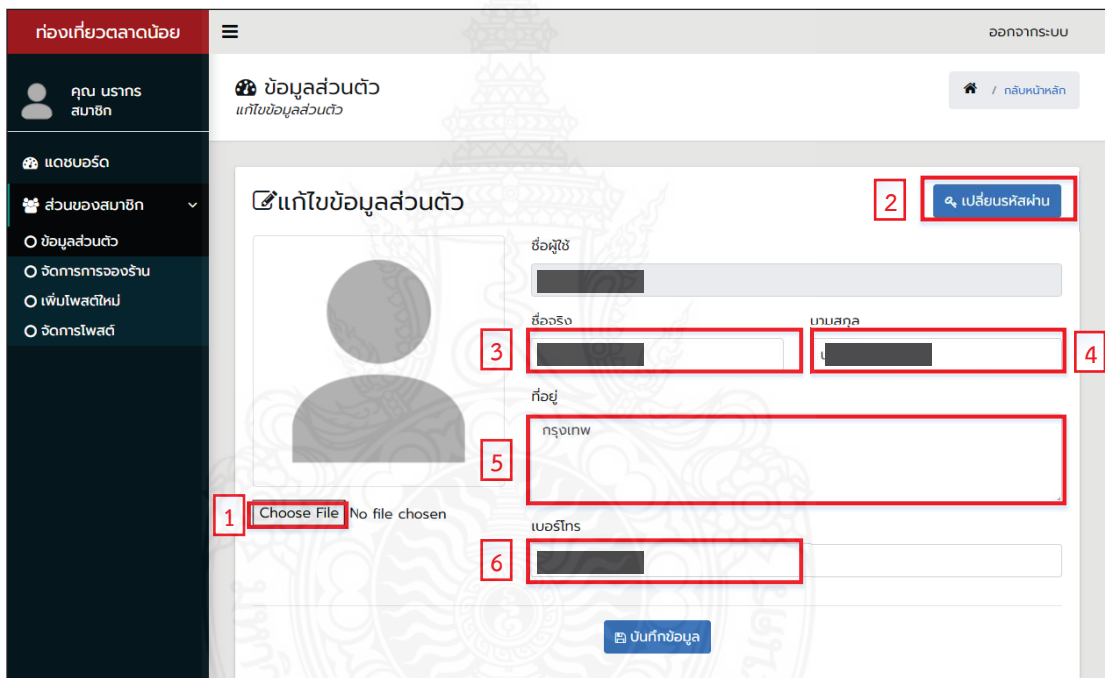 ท่องเที่ยวตลาดน้อย
ออกจากระบบ
คุณ นรากร
สมาชิก
ข้อมูลส่วนตัว
แก้ไขข้อมูลส่วนตัว
/ กลับหน้าหลัก
แดชบอร์ด
ส่วนของสมาชิก
ข้อมูลส่วนตัว
จัดการการจองร้าน
เพิ่มโพสต์ใหม่
จัดการโพสต์
แก้ไขข้อมูลส่วนตัว
2
เปลี่ยนรหัสผ่าน
ชื่อผู้ใช้
ชื่อจริง
นามสกุล
3
4
ที่อยู่
กรุงเทพ
5
1
Choose File No file chosen
เบอร์โทร
6
บันทึกข้อมูล